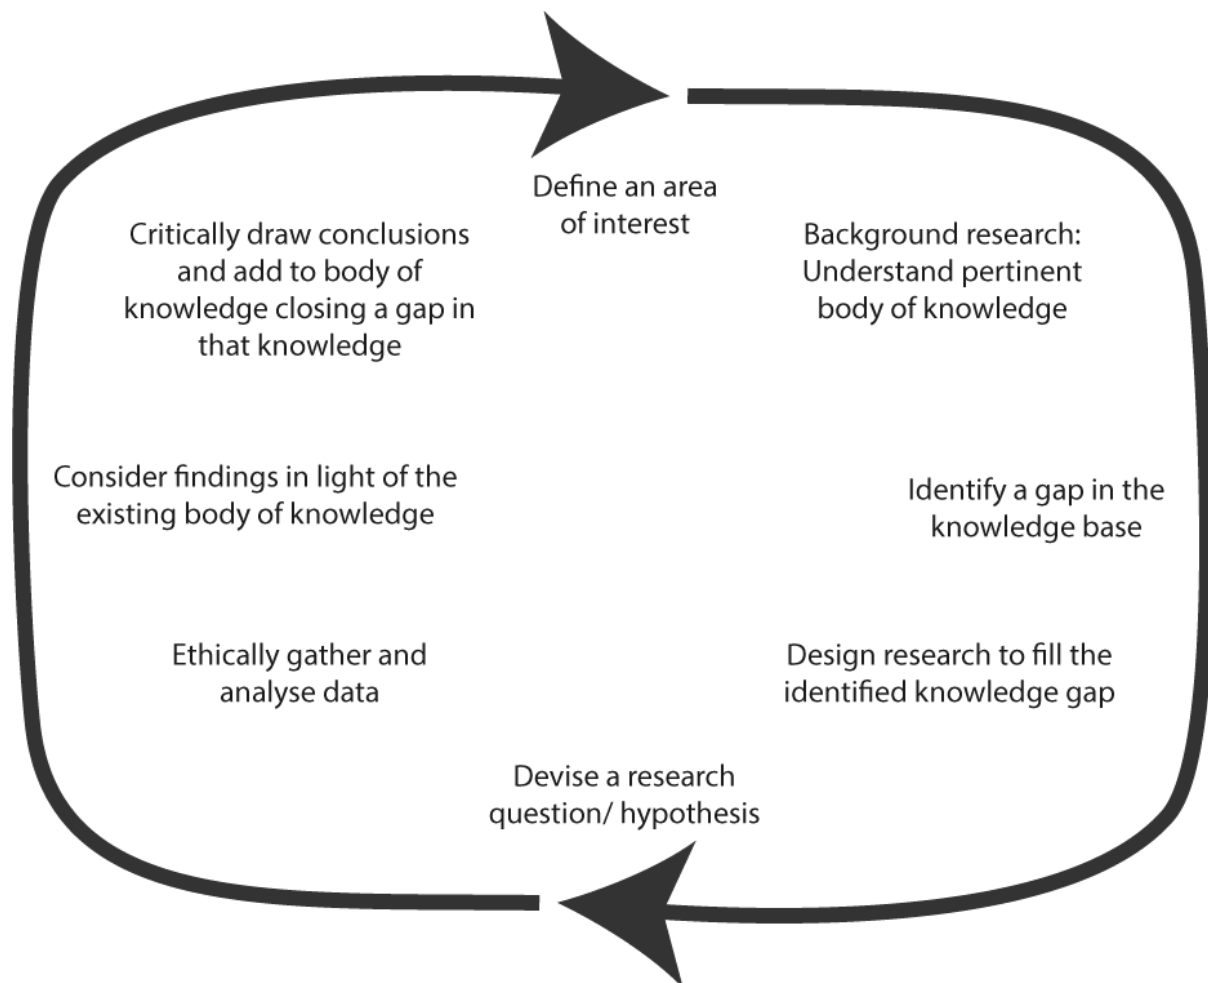 Define an area
of interest
Background research:
Understand pertinent
body of knowledge
Identify a gap in the
knowledge base
Design research to fill the
identified knowledge gap
Devise a research
question/ hypothesis
Ethically gather and
analyse data
Consider findings in light of the
existing body of knowledge
Critically draw conclusions
and add to body of
knowledge closing a gap in
that knowledge